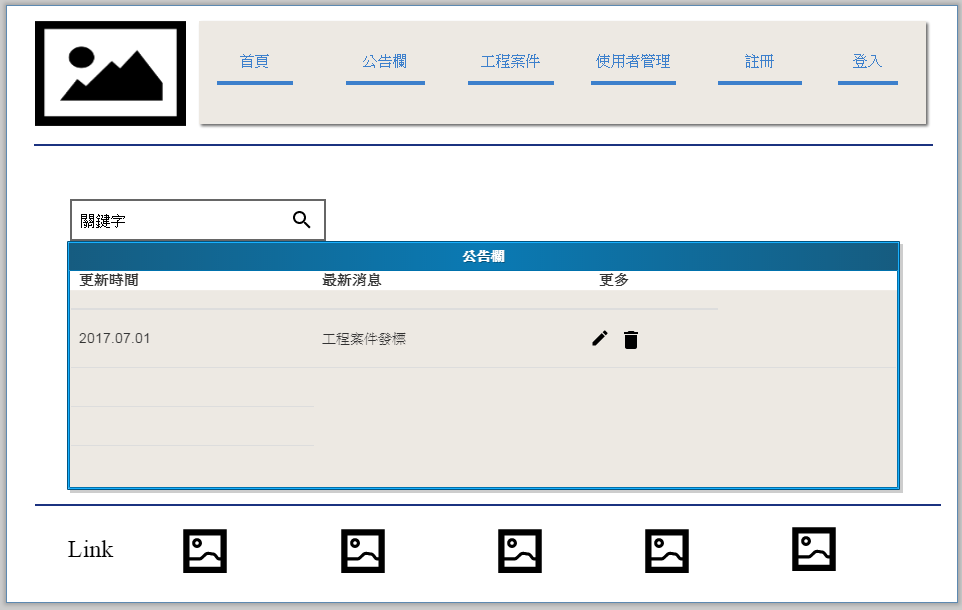 首頁 公告欄 工程案件 使用者管理 註冊 登入
關鍵字
公告欄
更新時間 最新消息 更多
2017.07.01 工程案件發標
Link